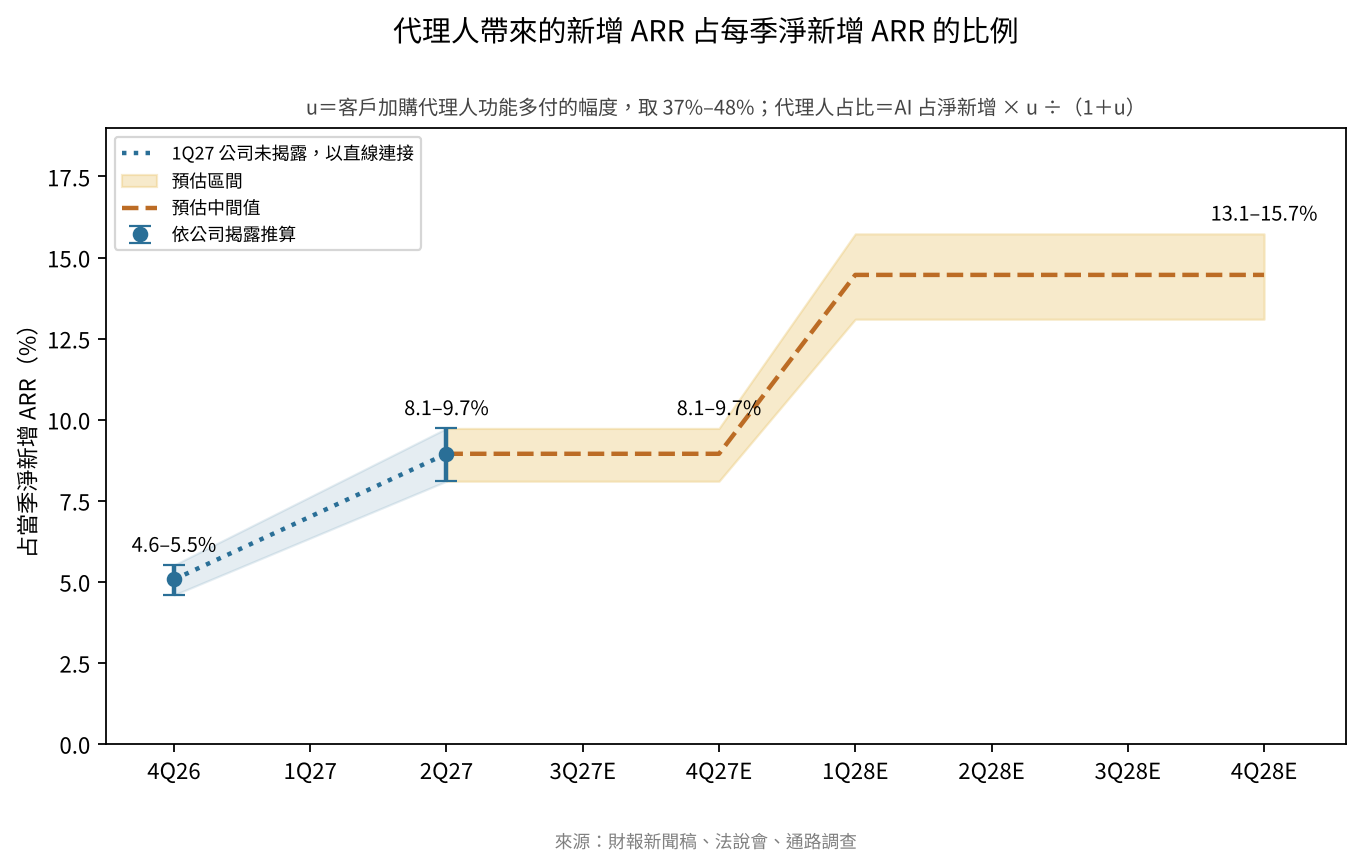 代理人帶來的新增 ARR 占每季淨新增 ARR 的比例
u＝客戶加購代理人功能多付的幅度，取 37%–48%；代理人占比＝AI 占淨新增 × u ÷（1＋u）
1Q27 公司未揭露，以直線連接
預估區間
預估中間值
依公司揭露推算
占當季淨新增 ARR（%）
17.5
15.0
12.5
10.0
7.5
5.0
2.5
0.0
4.6–5.5%
8.1–9.7%
8.1–9.7%
13.1–15.7%
4Q26
1Q27
2Q27
3Q27E
4Q27E
1Q28E
2Q28E
3Q28E
4Q28E
來源：財報新聞稿、法說會、通路調查